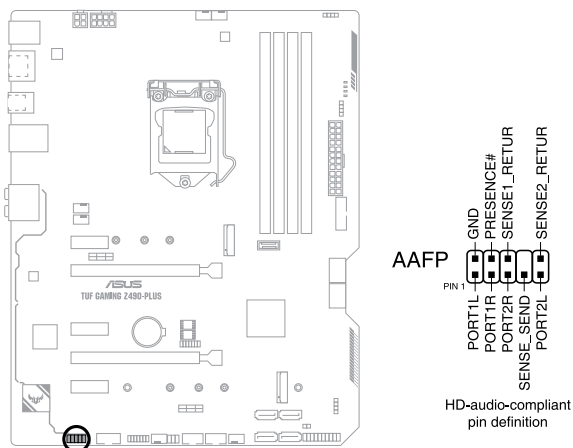 ASUS
TUF GAMING Z490-PLUS
AAFP
PIN 1
GND
PRESENCE#
SENSE1_RETUR
SENSE2_RETUR
PORT1L
PORT1R
PORT2R
SENSE_SEND
PORT2L
HD-audio-compliant
pin definition